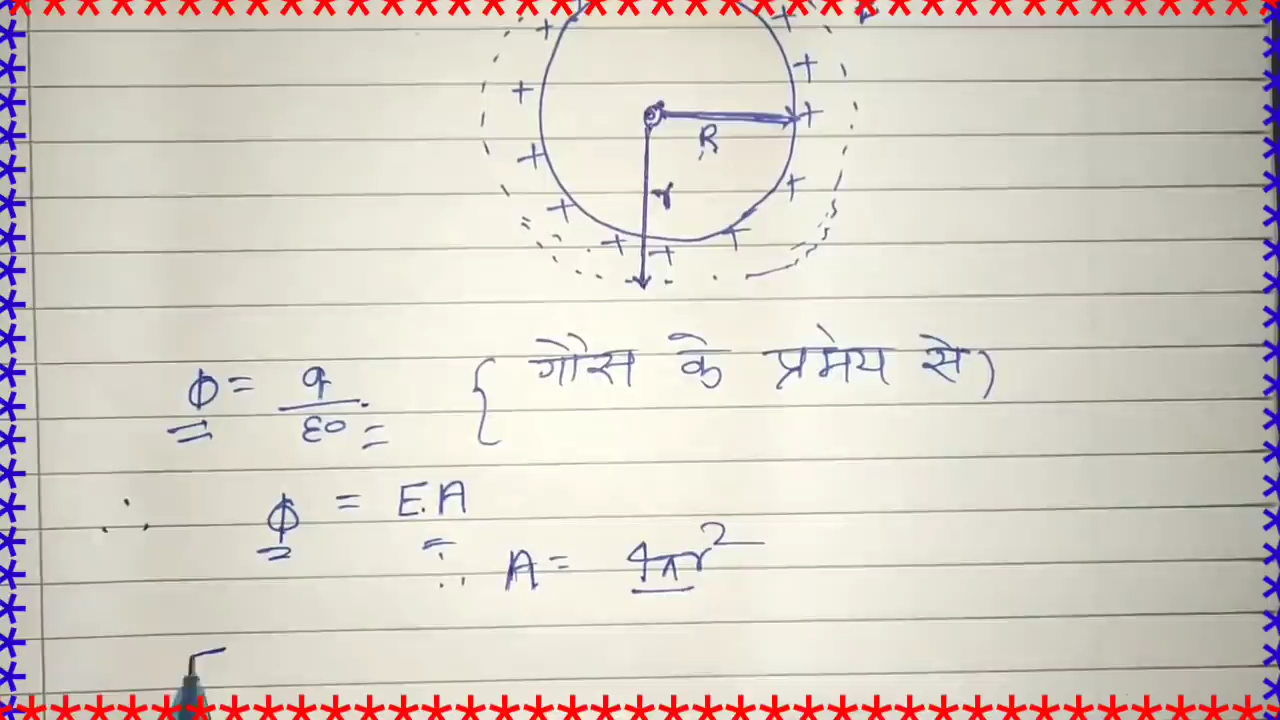 R
r
ϕ = q/ε0 { गौस के प्रमेय से )
∴ ϕ = E.A
∴ A = 4πr²